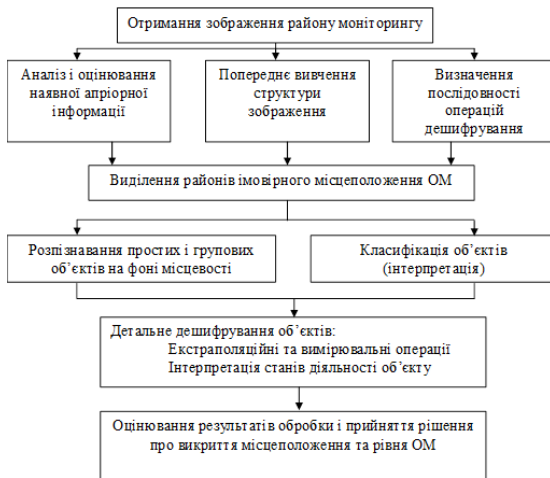 Отримання зображення району моніторингу
Аналіз і оцінювання
наявної апріорної
інформації
Попереднє вивчення
структури
зображення
Визначення
послідовності
операцій
дешифрування
Виділення районів імовірного місцеположення ОМ
Розпізнавання простих і групових
об’єктів на фоні місцевості
Класифікація об’єктів
(інтерпретація)
Детальне дешифрування об’єктів:
Екстраполяційні та вимірювальні операції
Інтерпретація станів діяльності об’єкту
Оцінювання результатів обробки і прийняття рішення
про викриття місцеположення та рівня ОМ